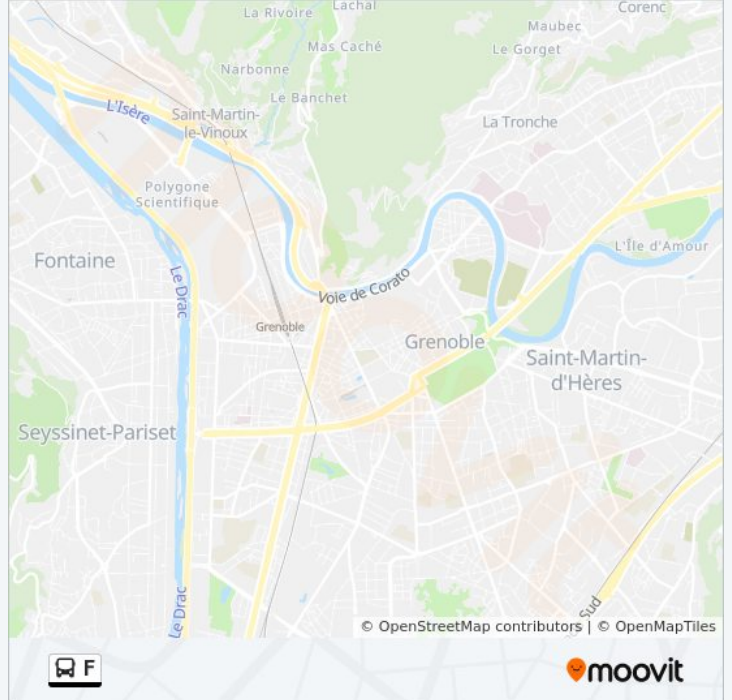 La Rivoire
Lachal
Corenc
Maubec
Mas Caché
Le Gorget
Narbonne
Le Banchet
L'Isère
Saint-Martin-
le-Vinoux
La Tronche
Polygone
Scientifique
L'Île d'Amour
Fontaine
Le Drac
Voie de Corato
Grenoble
Grenoble
Saint-Martin-
d'Hères
Seyssinet-Pariset
Le Drac
Sud
© OpenStreetMap contributors | © OpenMapTiles
F
moovit